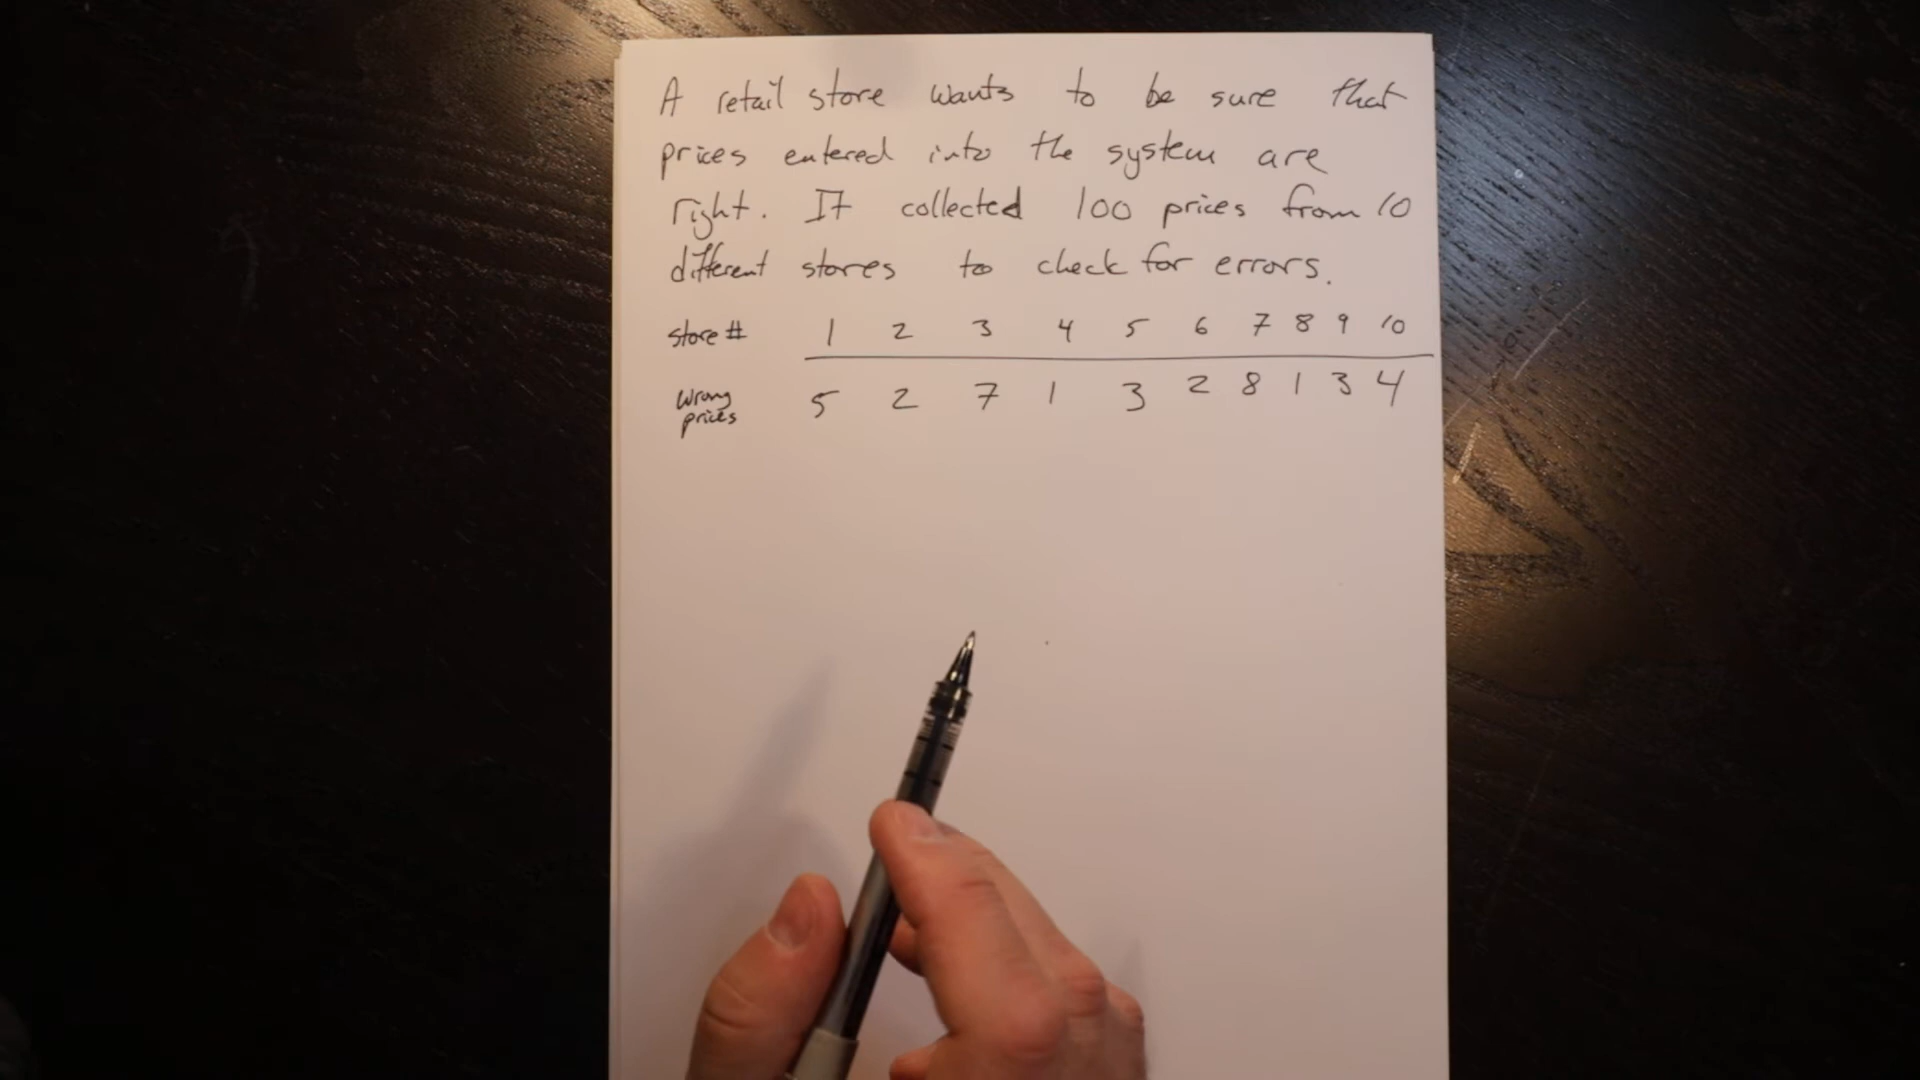 A retail store wants to be sure that
prices entered into the system are
right. It collected 100 prices from 10
different stores to check for errors.
Store # 1 2 3 4 5 6 7 8 9 10
Wrong prices 5 2 7 1 3 2 8 1 3 4